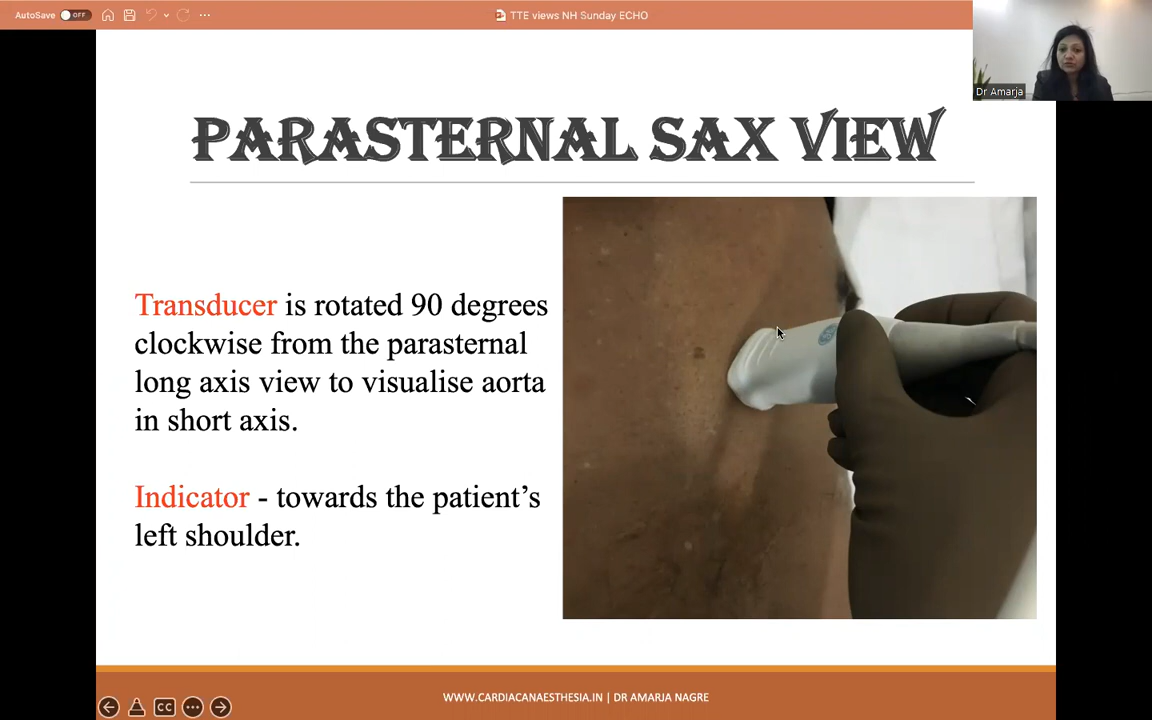 AutoSave OFF
TTE views NH Sunday ECHO
Dr Amarja
PARASTERNAL SAX VIEW
Transducer is rotated 90 degrees
clockwise from the parasternal
long axis view to visualise aorta
in short axis.
Indicator - towards the patient's
left shoulder.
CC
WWW.CARDIACANAESTHESIA.IN | DR AMARJA NAGRE